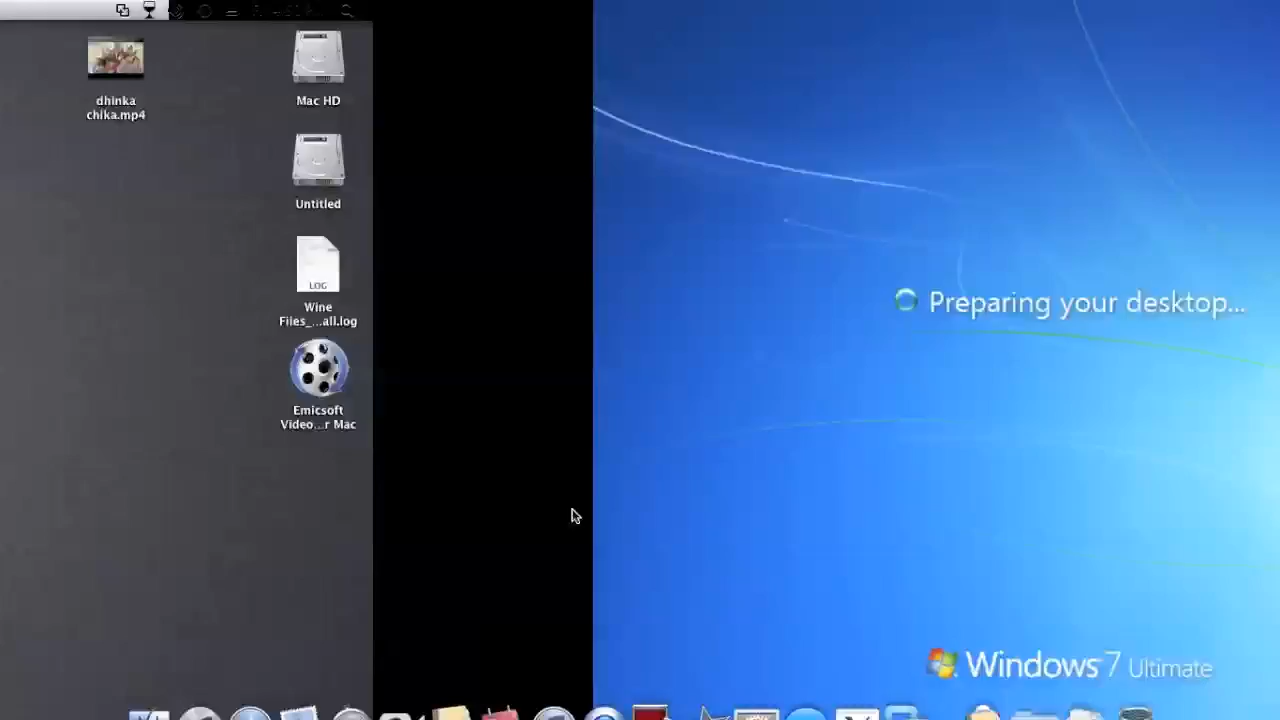 dhinka
chika.mp4
Mac HD
Untitled
LOG
Wine
Files_...all.log
Emicsoft
Video...r Mac
Preparing your desktop...
Windows 7 Ultimate